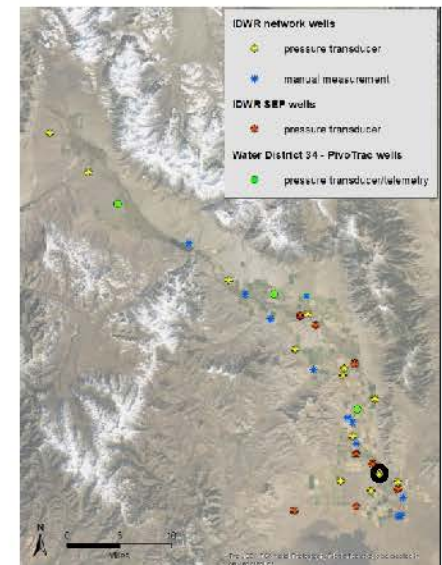 IDWR network wells
pressure transducer
manual measurement
IDWR SEP wells
pressure transducer
Water District 34 - PivoTrac wells
pressure transducer/telemetry
N
0 5 10
Miles